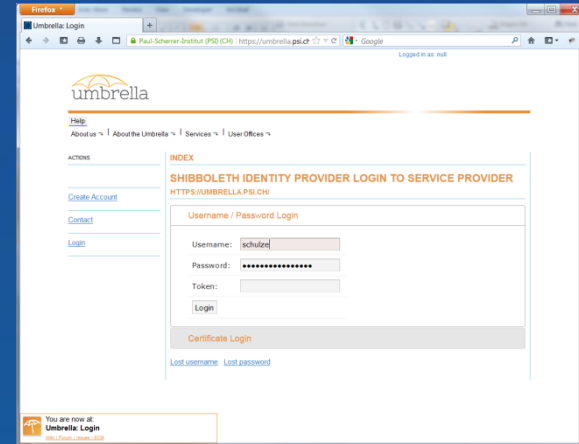 Firefox
Umbrella: Login
Paul-Scherrer-Institut (PSI) (CH) https://umbrella.psi.ch Google
Logged in as: null
umbrella
Help
About us | About the Umbrella | Services | User Offices
ACTIONS
INDEX
SHIBBOLETH IDENTITY PROVIDER LOGIN TO SERVICE PROVIDER
HTTPS://UMBRELLA.PSI.CH/
Create Account
Contact
Login
Username / Password Login
Username: schulze
Password: ••••••••••••••••
Token:
Login
Certificate Login
Lost username Lost password
You are now at:
Umbrella: Login